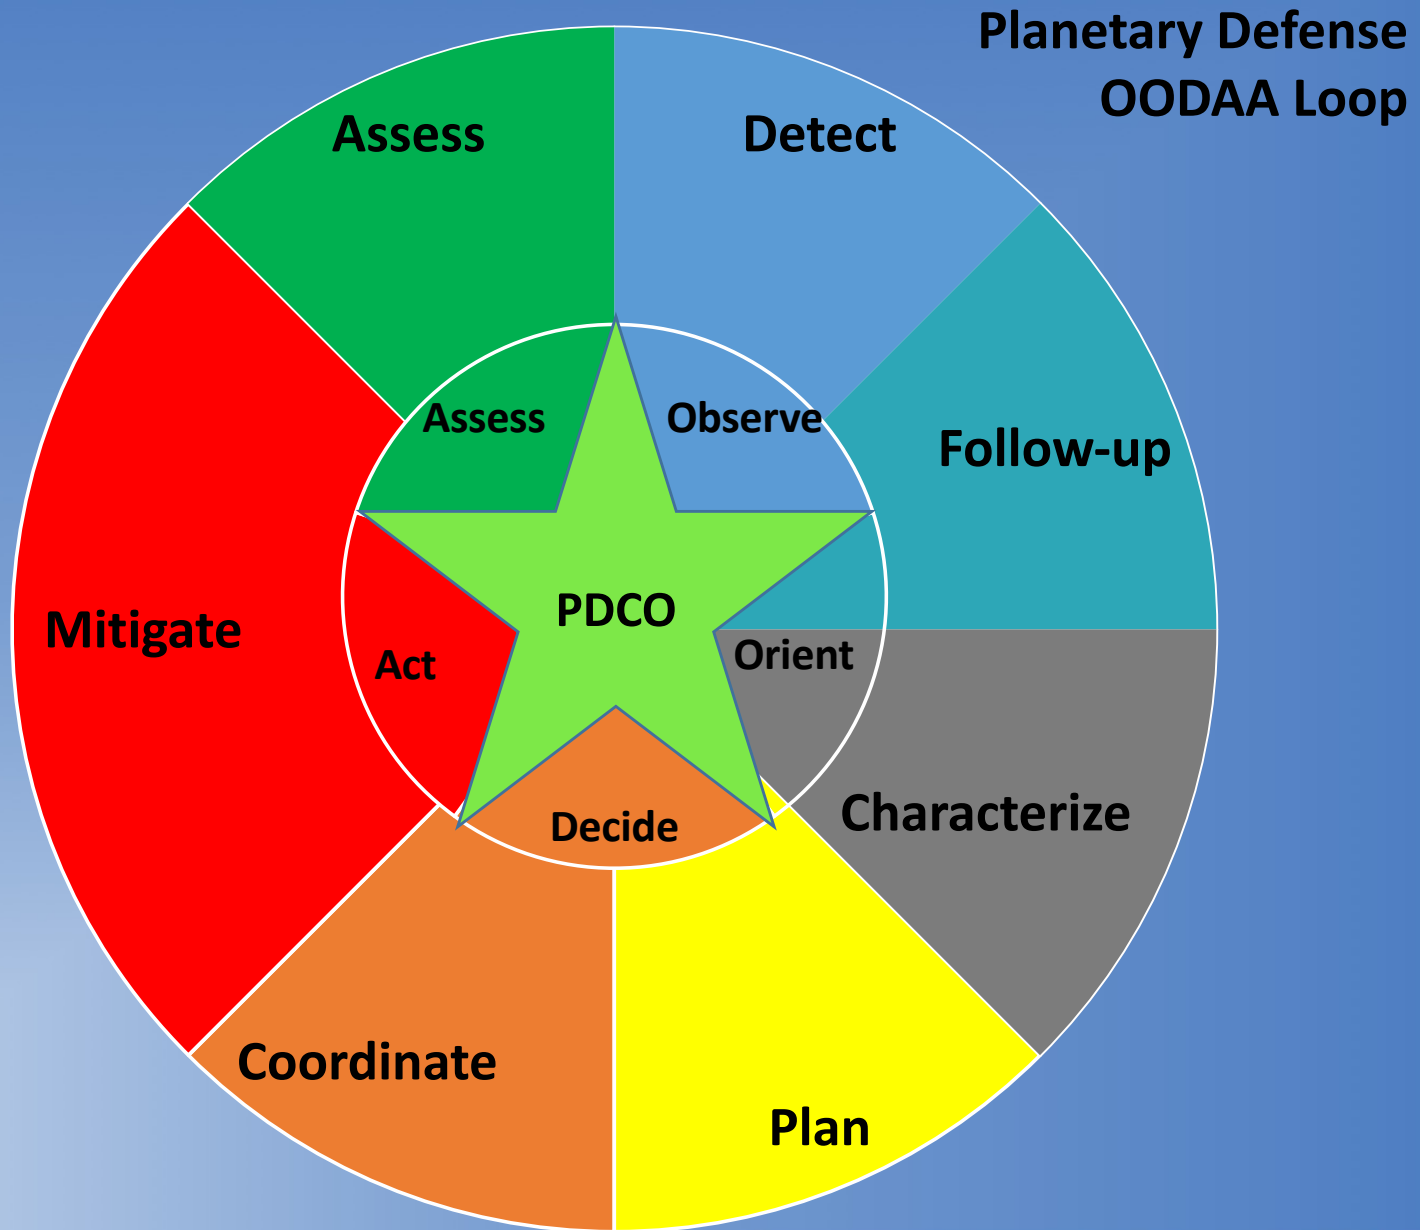 Planetary Defense
OODAA Loop
Assess
Detect
Assess
Observe
Follow-up
PDCO
Mitigate
Act
Orient
Characterize
Decide
Coordinate
Plan